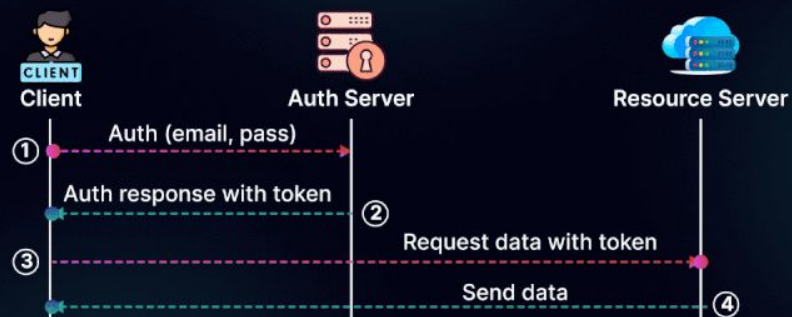 CLIENT
Client
Auth Server
Resource Server
① Auth (email, pass)
Auth response with token ②
③ Request data with token
Send data ④